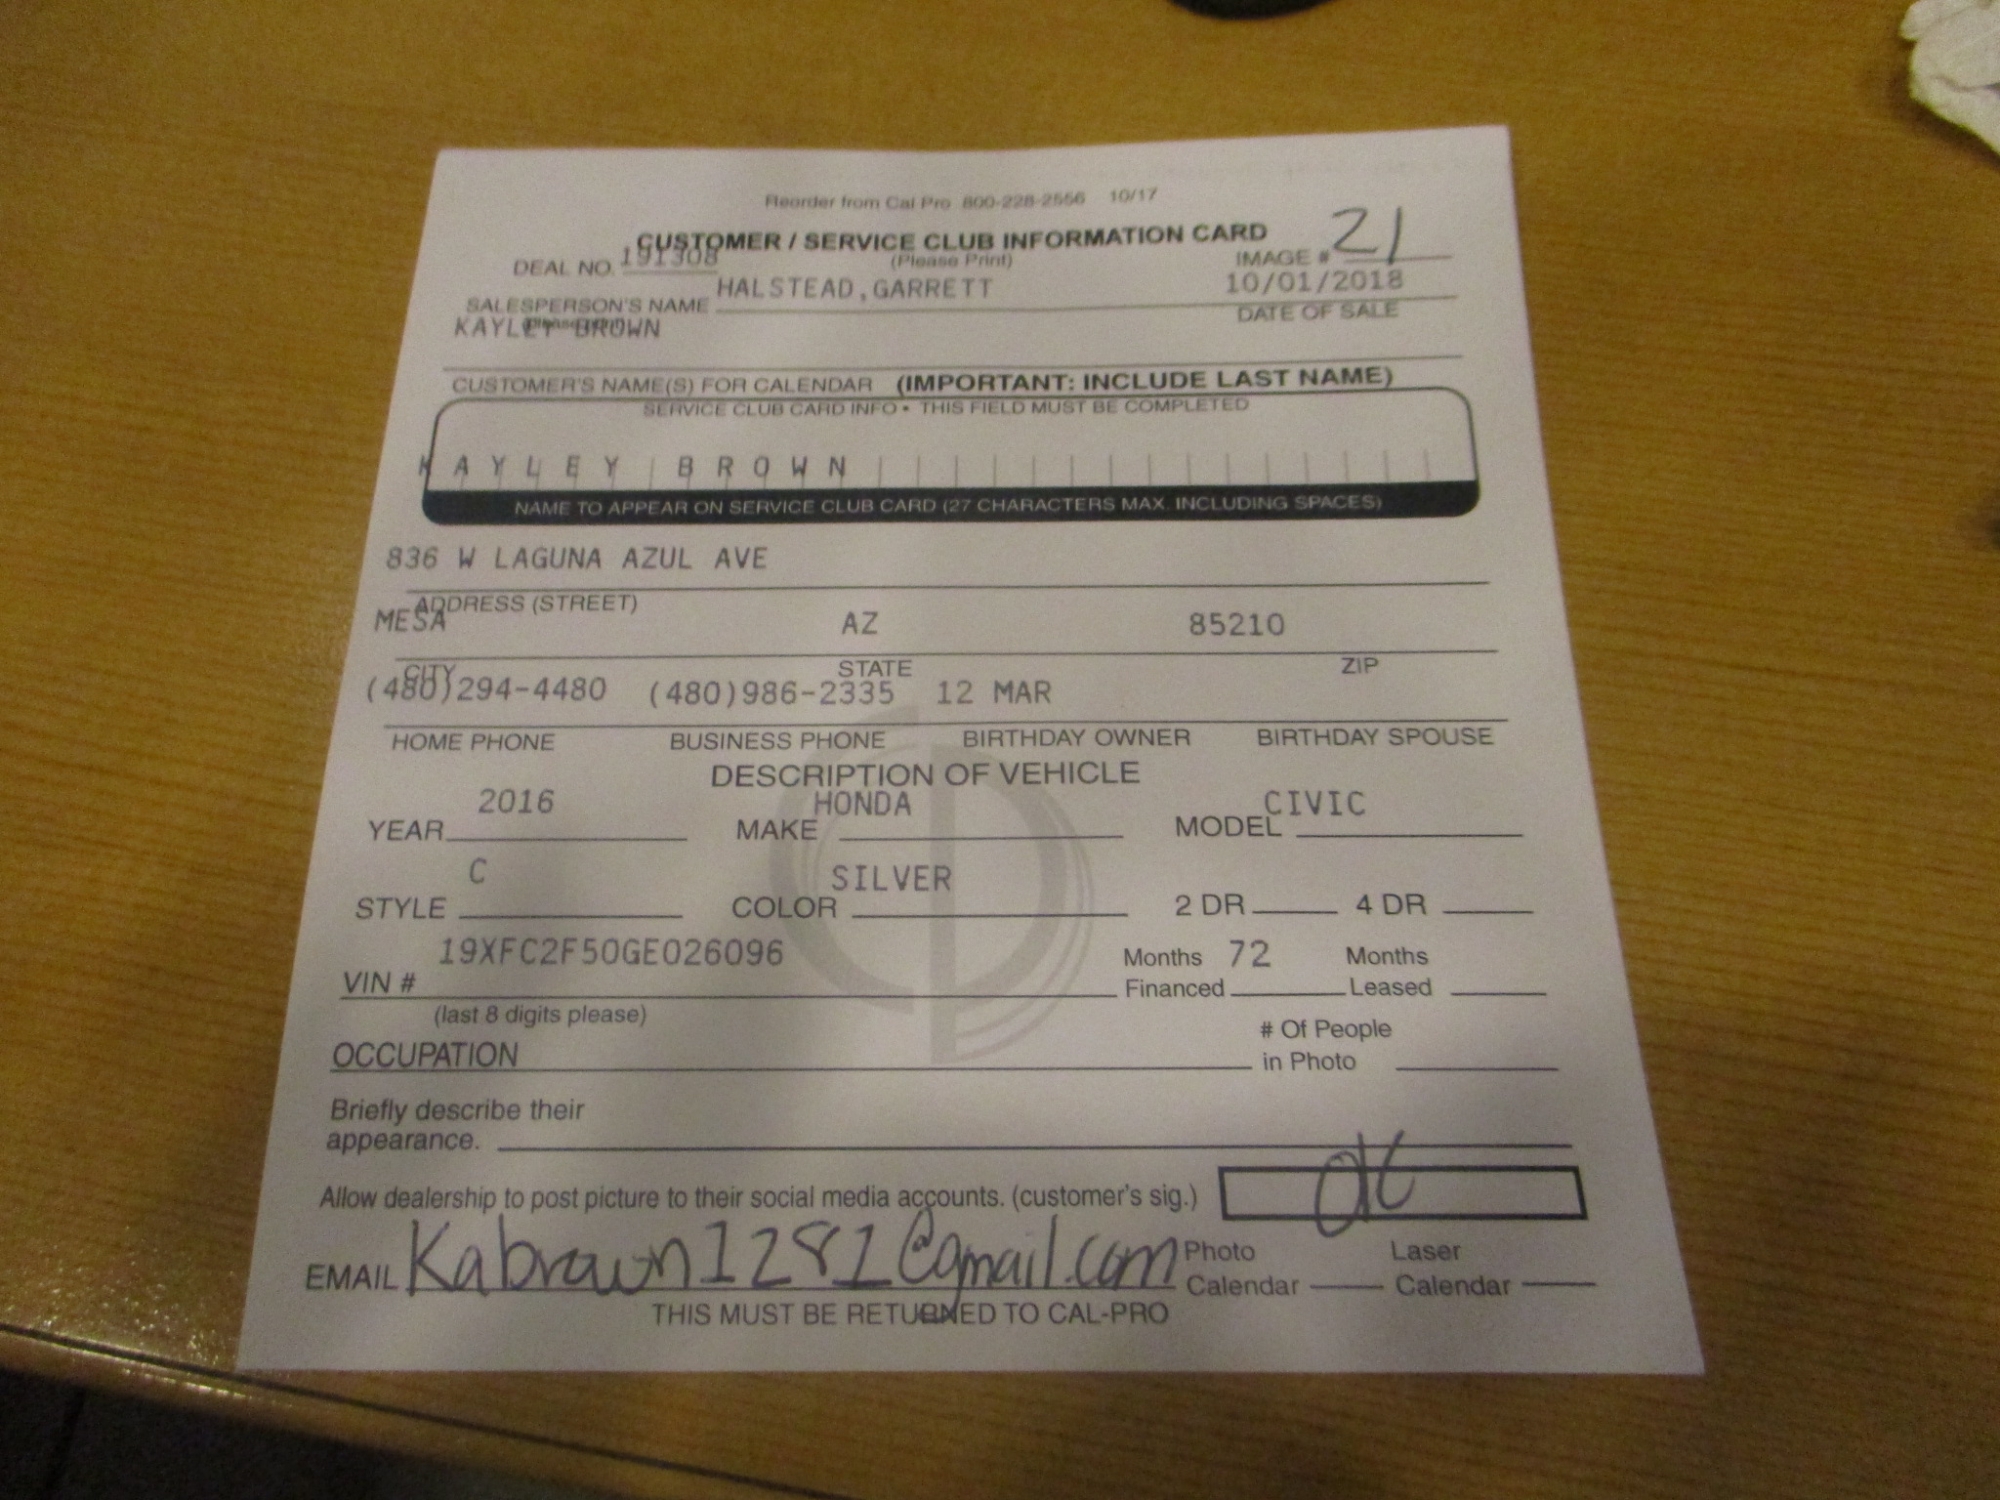 Reorder from Cal Pro 800-228-2556 10/17
CUSTOMER / SERVICE CLUB INFORMATION CARD
(Please Print)
DEAL NO. 191308 IMAGE # 21
SALESPERSON'S NAME HALSTEAD,GARRETT 10/01/2018
(Please print) DATE OF SALE
KAYLEY BROWN
CUSTOMER'S NAME(S) FOR CALENDAR (IMPORTANT: INCLUDE LAST NAME)
SERVICE CLUB CARD INFO • THIS FIELD MUST BE COMPLETED
KAYLEY BROWN
NAME TO APPEAR ON SERVICE CLUB CARD (27 CHARACTERS MAX. INCLUDING SPACES)
836 W LAGUNA AZUL AVE
ADDRESS (STREET)
MESA AZ 85210
CITY STATE ZIP
(480)294-4480 (480)986-2335 12 MAR
HOME PHONE BUSINESS PHONE BIRTHDAY OWNER BIRTHDAY SPOUSE
DESCRIPTION OF VEHICLE
YEAR 2016 MAKE HONDA MODEL CIVIC
STYLE C COLOR SILVER 2 DR 4 DR
VIN # 19XFC2F50GE026096 Months Financed 72 Months Leased
(last 8 digits please)
OCCUPATION # Of People in Photo
Briefly describe their
appearance.
Allow dealership to post picture to their social media accounts. (customer's sig.)
EMAIL Kabrown1281@gmail.com Photo Calendar Laser Calendar
THIS MUST BE RETURNED TO CAL-PRO